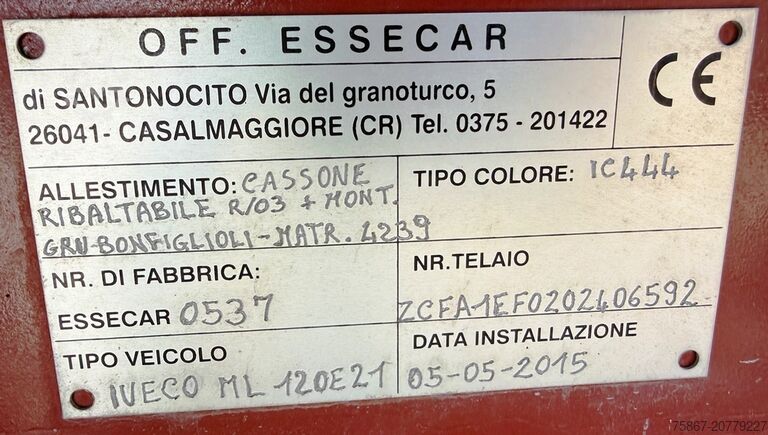 OFF. ESSECAR
di SANTONOCITO Via del granoturco, 5
26041- CASALMAGGIORE (CR) Tel. 0375 - 201422
CE
ALLESTIMENTO: CASSONE
RIBALTABILE R/03 + MONT.
GRU-BONFIGLIOLI-MATR. 4239
TIPO COLORE: IC444
NR. DI FABBRICA:
ESSECAR 0537
NR.TELAIO
ZCFA1EF0202406592
TIPO VEICOLO
IVECO ML 120E21
DATA INSTALLAZIONE
05-05-2015
75867-20779227